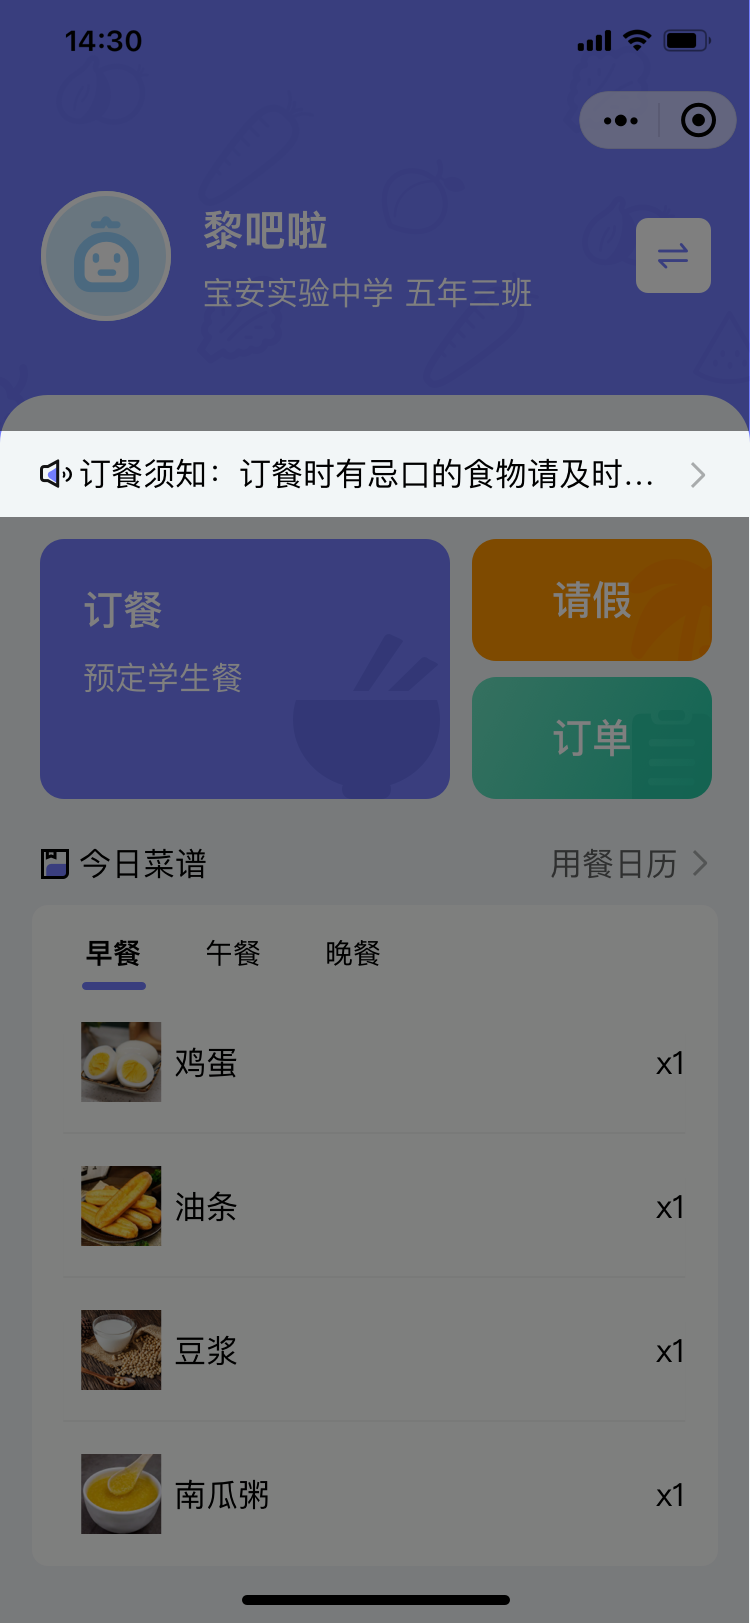 14:30
黎吧啦
宝安实验中学 五年三班
订餐须知：订餐时有忌口的食物请及时...
订餐
预定学生餐
请假
订单
今日菜谱
用餐日历
早餐 午餐 晚餐
鸡蛋 x1
油条 x1
豆浆 x1
南瓜粥 x1